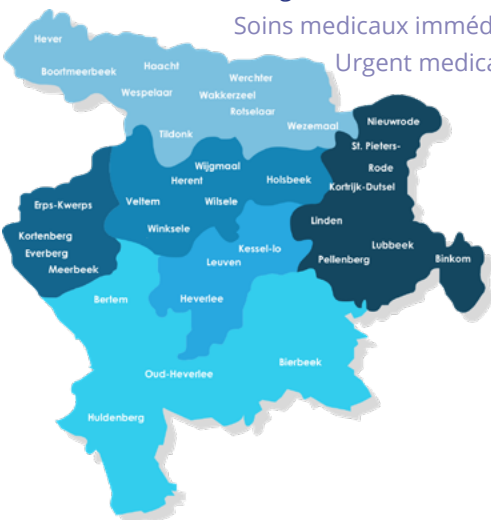 Soins medicaux imméd
Urgent medica
Hever
Boortmeerbeek
Haacht
Werchter
Wespelaar
Wakkerzeel
Rotselaar
Tildonk
Wezemaal
Nieuwrode
St. Pieters-
Rode
Kortrijk-Dutsel
Wijgmaal
Herent
Holsbeek
Veltem
Wilsele
Winksele
Erps-Kwerps
Kortenberg
Everberg
Meerbeek
Linden
Lubbeek
Pellenberg
Binkom
Kessel-lo
Leuven
Heverlee
Bertem
Bierbeek
Oud-Heverlee
Huldenberg